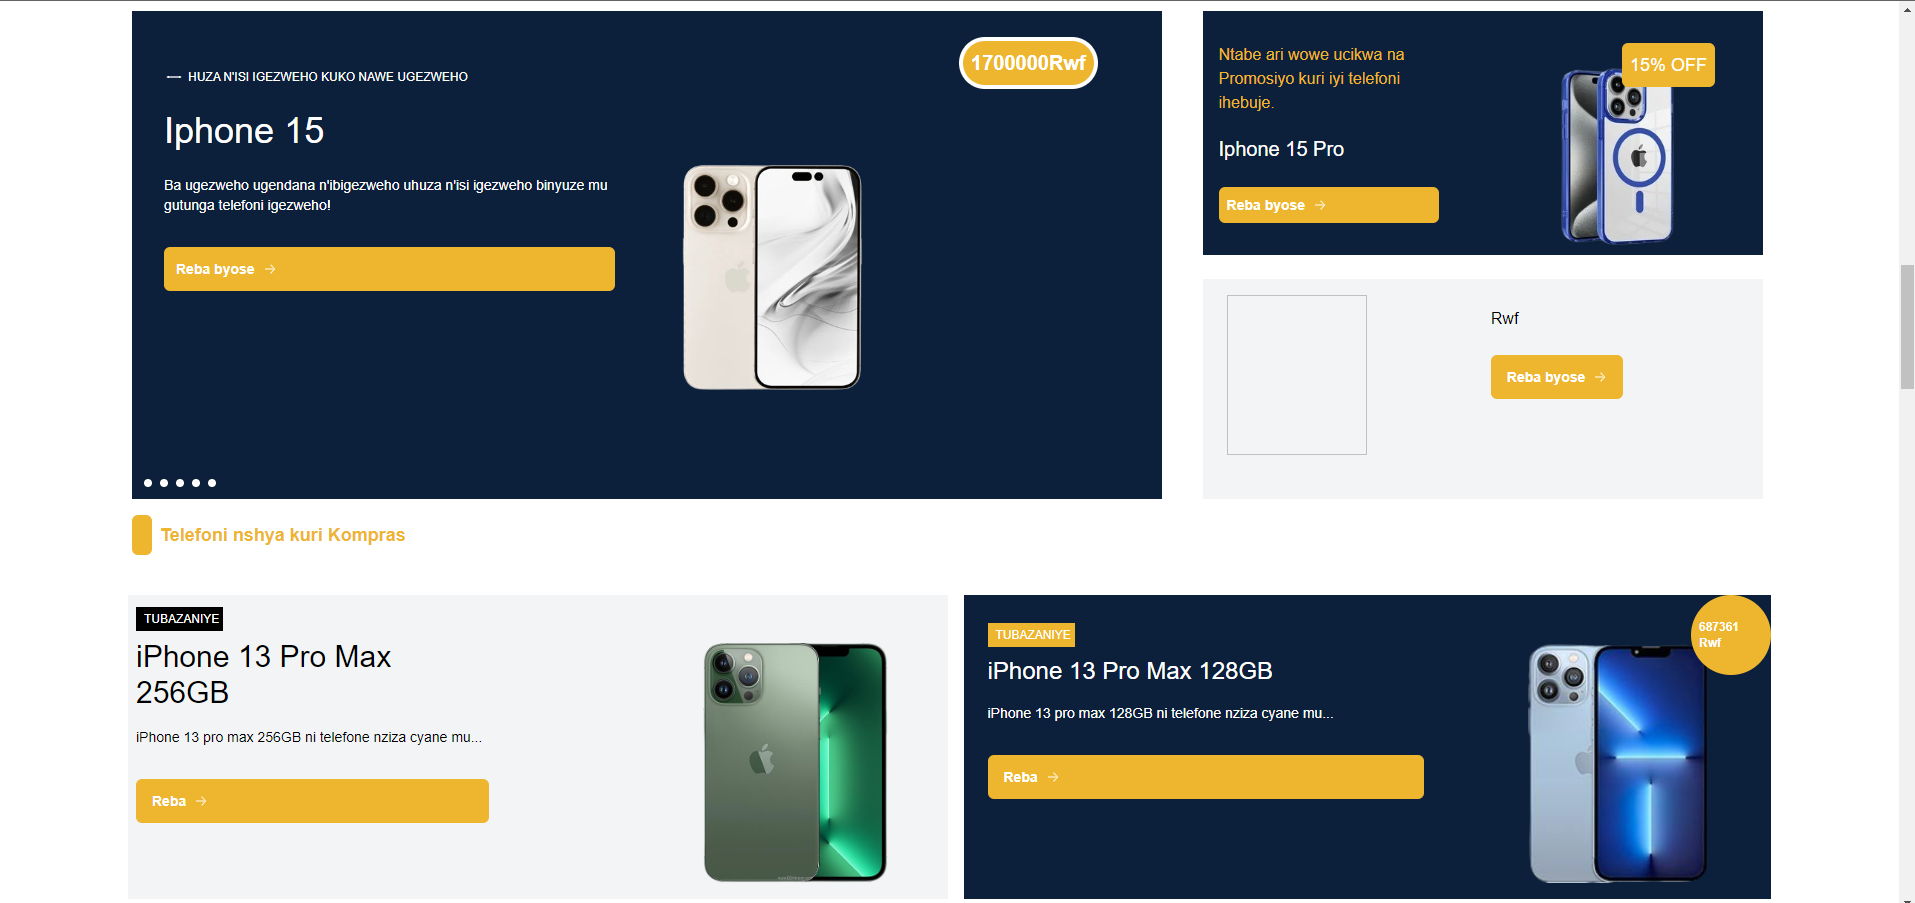 HUZA N'ISI IGEZWEHO KUKO NAWE UGEZWEHO
1700000Rwf
Iphone 15
Ba ugezweho ugendana n'ibigezweho uhuza n'isi igezweho binyuze mu
gutunga telefoni igezweho!
Reba byose →
Ntabe ari wowe ucikwa na
Promosiyo kuri iyi telefoni
ihebuje.
15% OFF
Iphone 15 Pro
Reba byose →
Rwf
Reba byose →
Telefoni nshya kuri Kompras
TUBAZANIYE
iPhone 13 Pro Max
256GB
iPhone 13 pro max 256GB ni telefone nziza cyane mu...
Reba →
TUBAZANIYE
687361
Rwf
iPhone 13 Pro Max 128GB
iPhone 13 pro max 128GB ni telefone nziza cyane mu...
Reba →